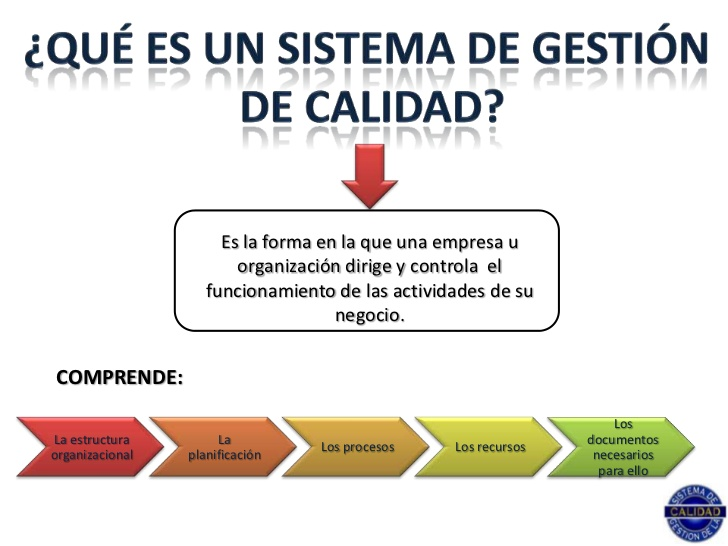 ¿QUÉ ES UN SISTEMA DE GESTIÓN
DE CALIDAD?
Es la forma en la que una empresa u
organización dirige y controla el
funcionamiento de las actividades de su
negocio.
COMPRENDE:
La estructura
organizacional
La
planificación
Los procesos
Los recursos
Los
documentos
necesarios
para ello
SISTEMA DE
CALIDAD
GESTION DE LA